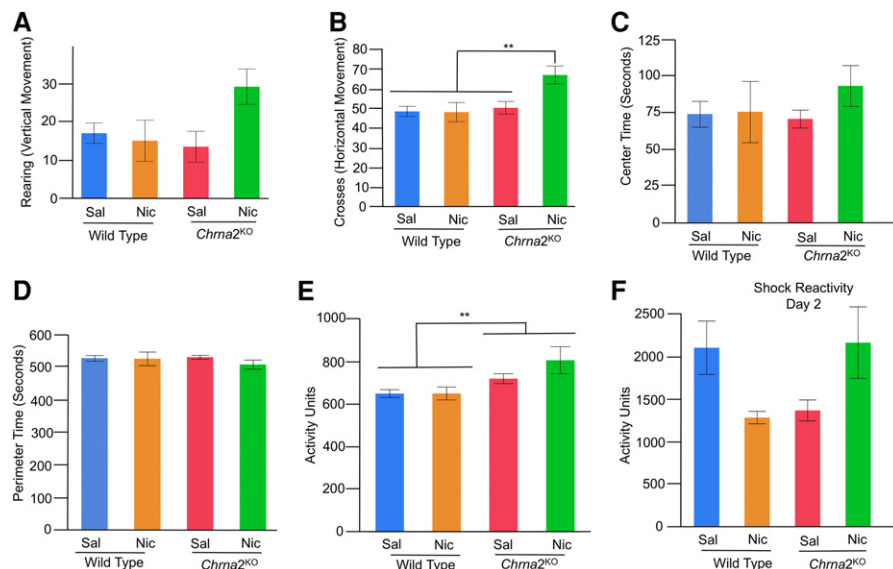 A
Rearing (Vertical Movement)
30
20
10
0
Sal Nic Sal Nic
Wild Type Chrna2KO
B
Crosses (Horizontal Movement)
80
70
60
50
40
30
20
10
0
**
Sal Nic Sal Nic
Wild Type Chrna2KO
C
Center Time (Seconds)
125
100
75
50
25
0
Sal Nic Sal Nic
Wild Type Chrna2KO
D
Perimeter Time (Seconds)
600
500
400
300
200
100
0
Sal Nic Sal Nic
Wild Type Chrna2KO
E
Activity Units
1000
800
600
400
200
0
**
Sal Nic Sal Nic
Wild Type Chrna2KO
F
Shock Reactivity
Day 2
Activity Units
2500
2000
1500
1000
500
0
Sal Nic Sal Nic
Wild Type Chrna2KO